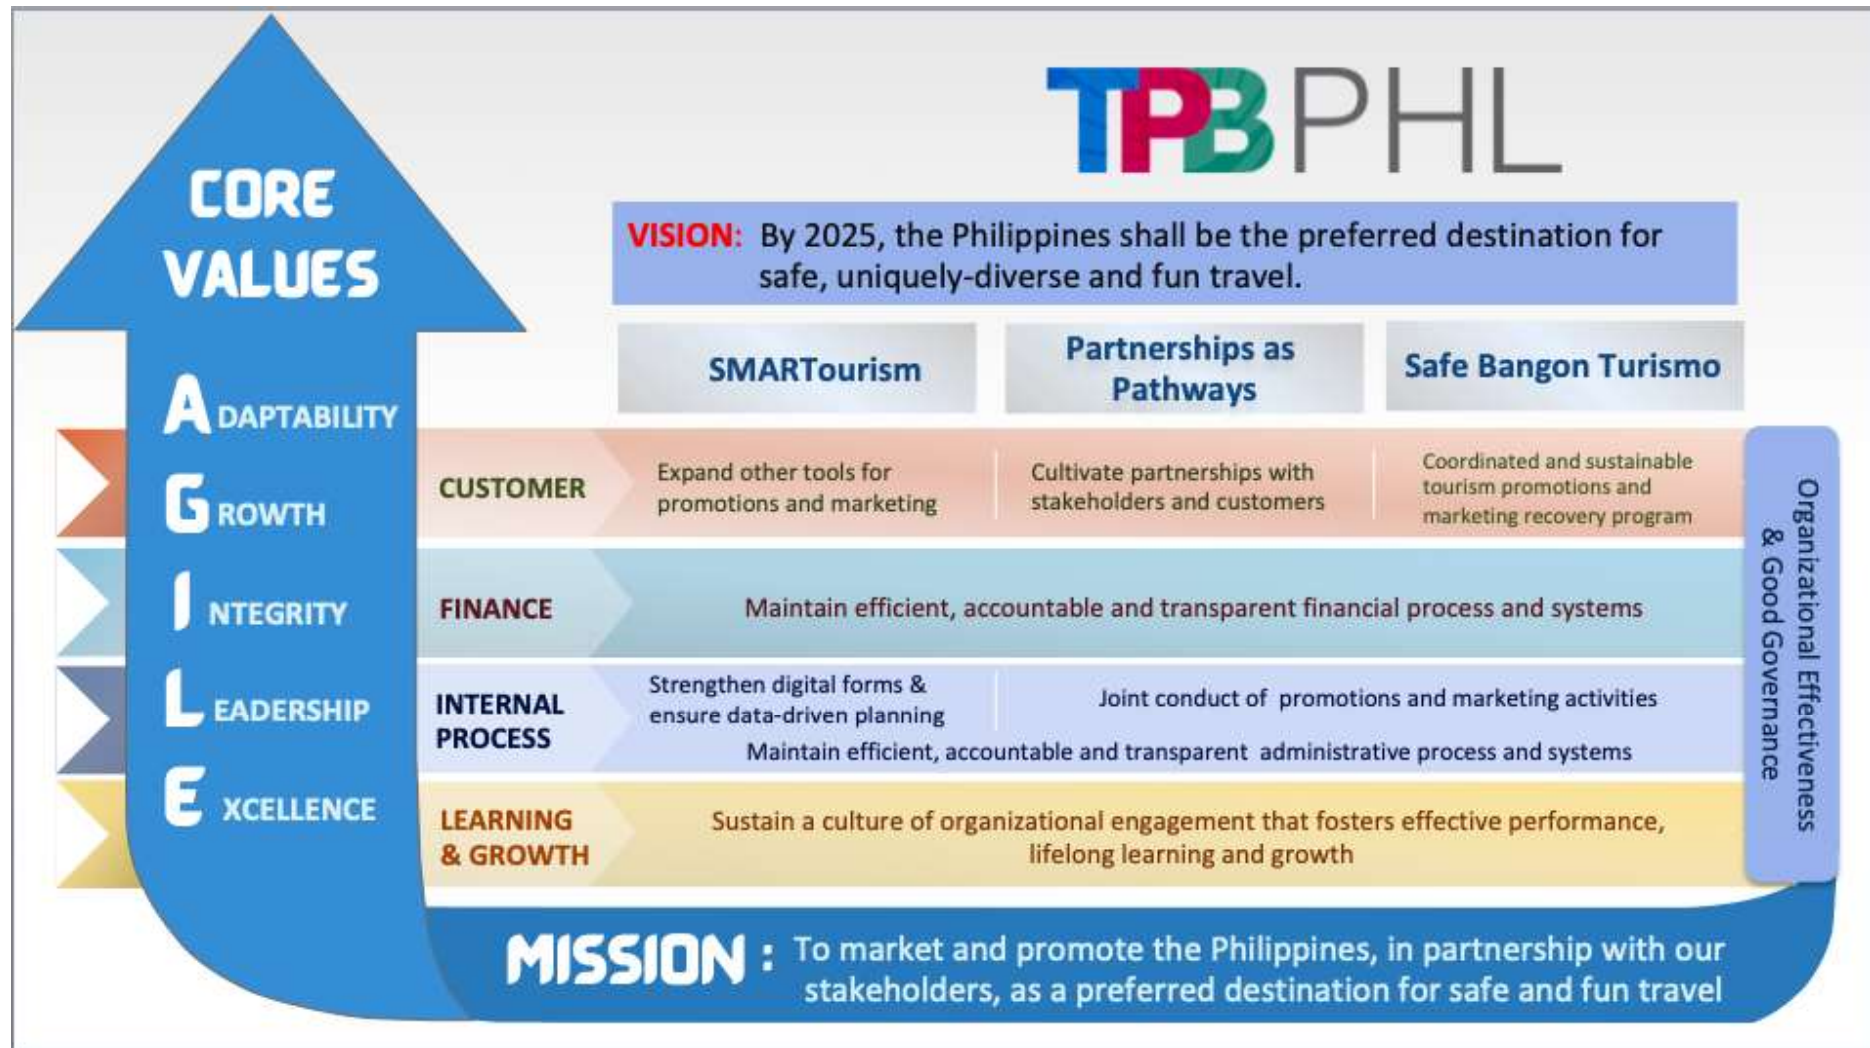 TPB PHL
CORE
VALUES
ADAPTABILITY
GROWTH
INTEGRITY
LEADERSHIP
EXCELLENCE
VISION: By 2025, the Philippines shall be the preferred destination for
safe, uniquely-diverse and fun travel.
SMARTourism
Partnerships as
Pathways
Safe Bangon Turismo
CUSTOMER
Expand other tools for
promotions and marketing
Cultivate partnerships with
stakeholders and customers
Coordinated and sustainable
tourism promotions and
marketing recovery program
FINANCE
Maintain efficient, accountable and transparent financial process and systems
INTERNAL
PROCESS
Strengthen digital forms &
ensure data-driven planning
Joint conduct of promotions and marketing activities
Maintain efficient, accountable and transparent administrative process and systems
LEARNING
& GROWTH
Sustain a culture of organizational engagement that fosters effective performance,
lifelong learning and growth
Organizational Effectiveness
& Good Governance
MISSION : To market and promote the Philippines, in partnership with our
stakeholders, as a preferred destination for safe and fun travel